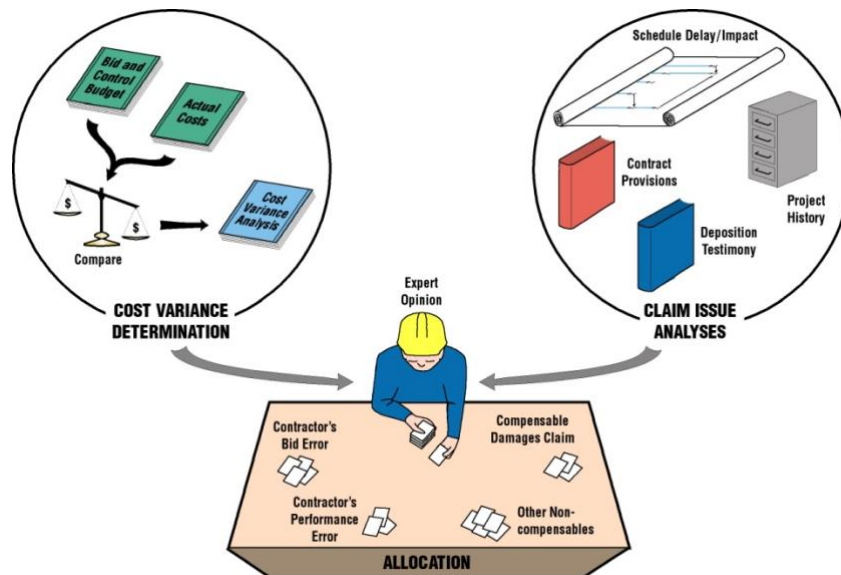 Bid and
Control
Budget
Actual
Costs
$
$
Compare
Cost
Variance
Analysis
COST VARIANCE
DETERMINATION
Schedule Delay/Impact
Contract
Provisions
Project
History
Deposition
Testimony
CLAIM ISSUE
ANALYSES
Expert
Opinion
Contractor's
Bid Error
Compensable
Damages Claim
Contractor's
Performance
Error
Other Non-
compensables
ALLOCATION